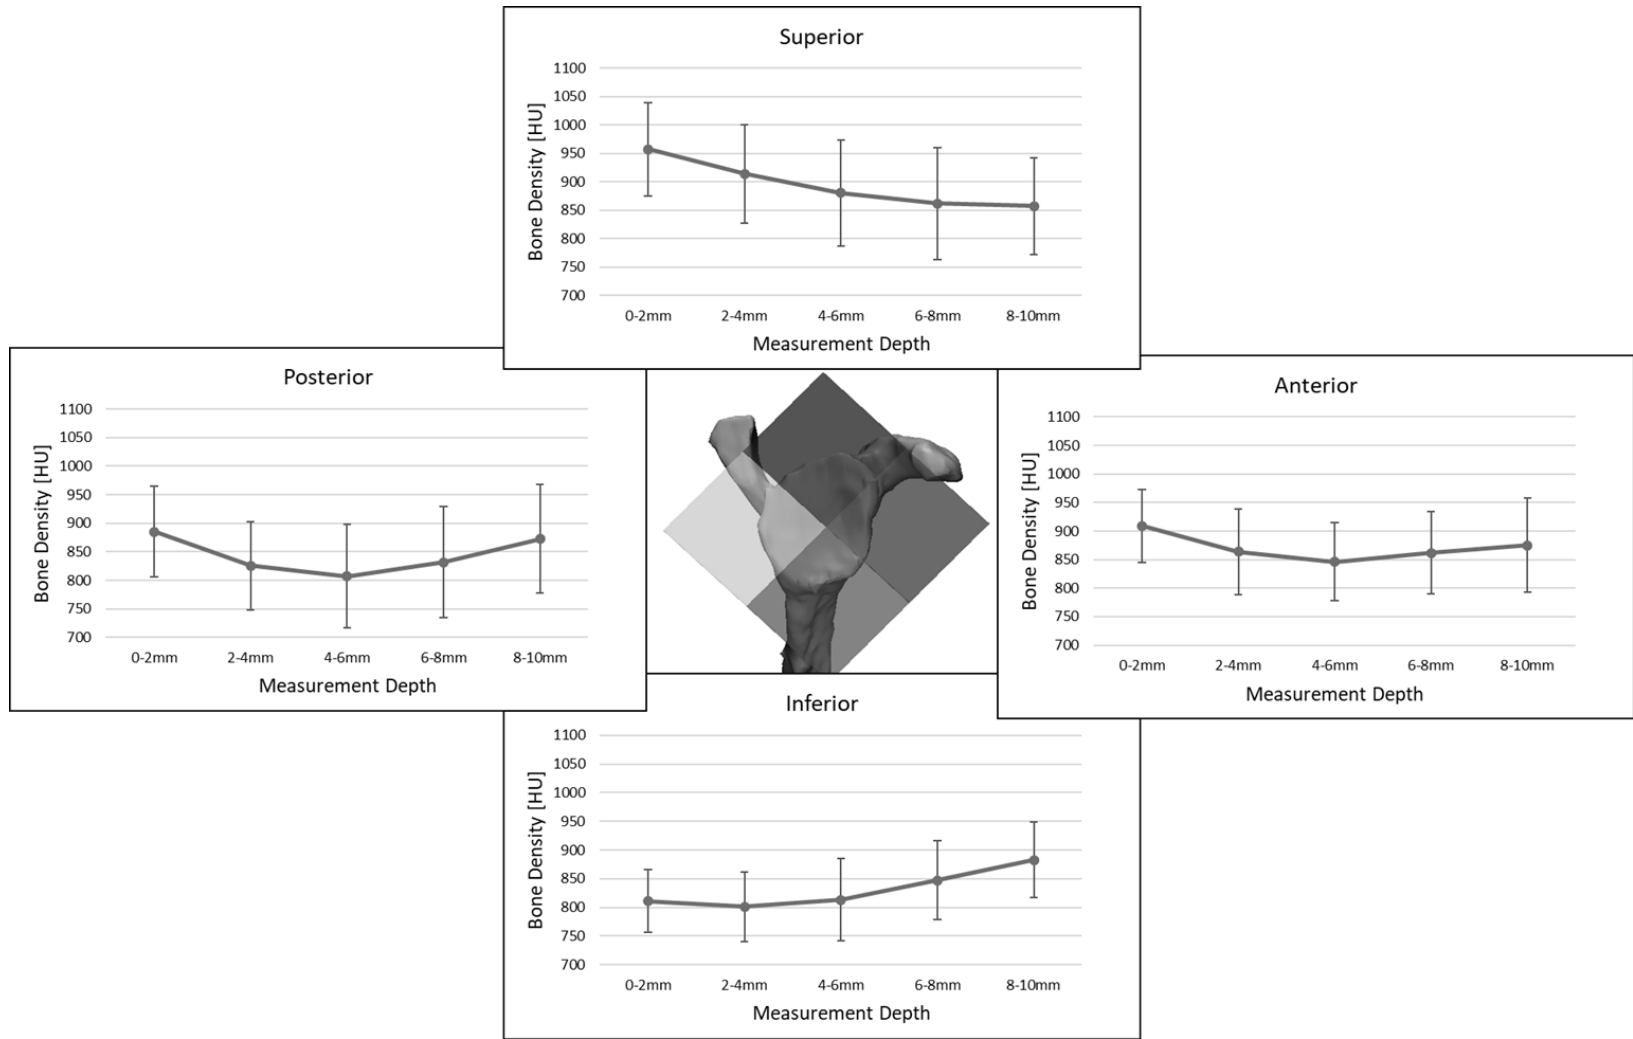 Superior
Bone Density [HU]
1100
1050
1000
950
900
850
800
750
700
0-2mm 2-4mm 4-6mm 6-8mm 8-10mm
Measurement Depth
Posterior
Bone Density [HU]
1100
1050
1000
950
900
850
800
750
700
0-2mm 2-4mm 4-6mm 6-8mm 8-10mm
Measurement Depth
Anterior
Bone Density [HU]
1100
1050
1000
950
900
850
800
750
700
0-2mm 2-4mm 4-6mm 6-8mm 8-10mm
Measurement Depth
Inferior
Bone Density [HU]
1100
1050
1000
950
900
850
800
750
700
0-2mm 2-4mm 4-6mm 6-8mm 8-10mm
Measurement Depth